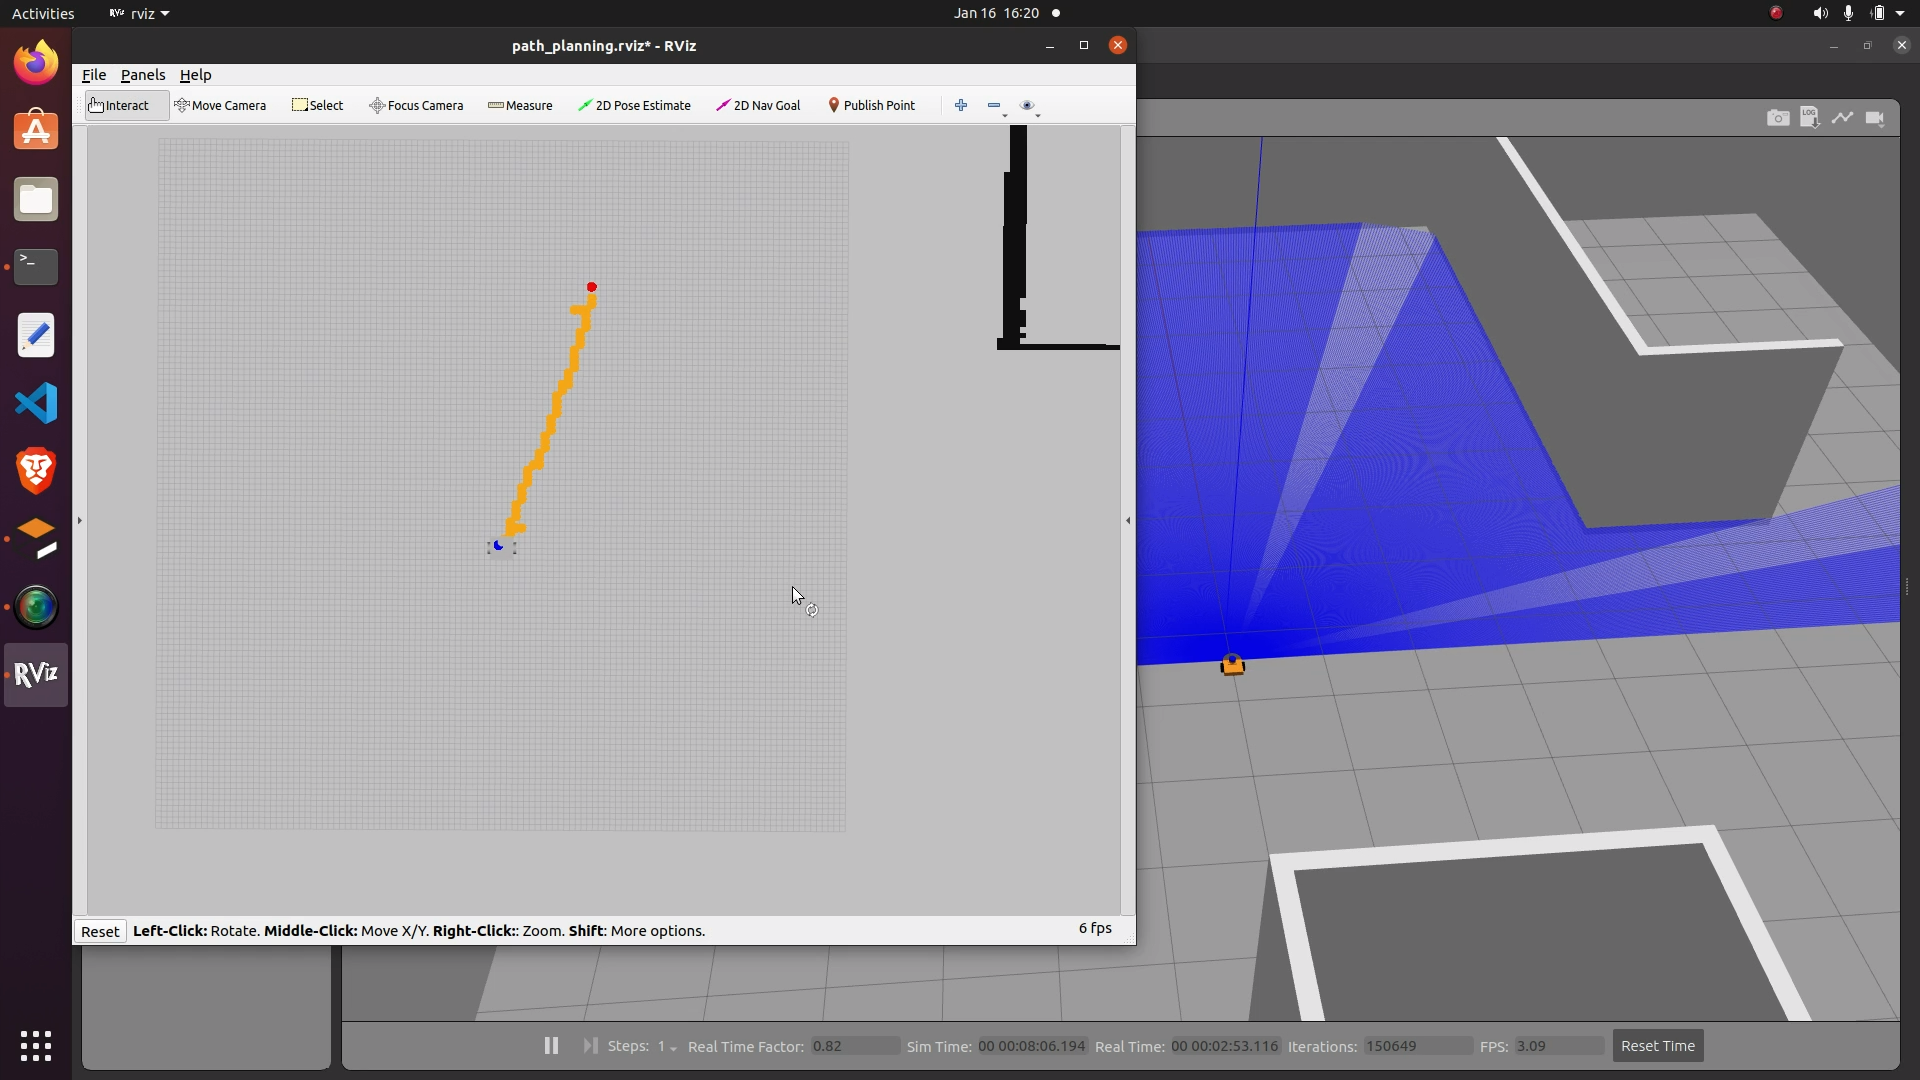 Activities RViz rviz Jan 16 16:20
path_planning.rviz* - RViz
File Panels Help
Interact Move Camera Select Focus Camera Measure 2D Pose Estimate 2D Nav Goal Publish Point
LOG
>_
RViz
Reset Left-Click: Rotate. Middle-Click: Move X/Y. Right-Click:: Zoom. Shift: More options. 6 fps
Steps: 1 Real Time Factor: 0.82 Sim Time: 00 00:08:06.194 Real Time: 00 00:02:53.116 Iterations: 150649 FPS: 3.09 Reset Time